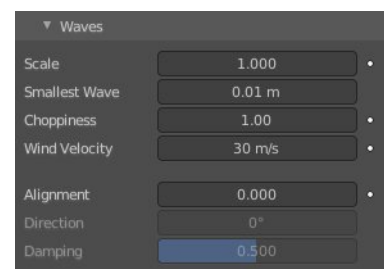 Waves
Scale 1.000
Smallest Wave 0.01 m
Choppiness 1.00
Wind Velocity 30 m/s
Alignment 0.000
Direction 0°
Damping 0.500